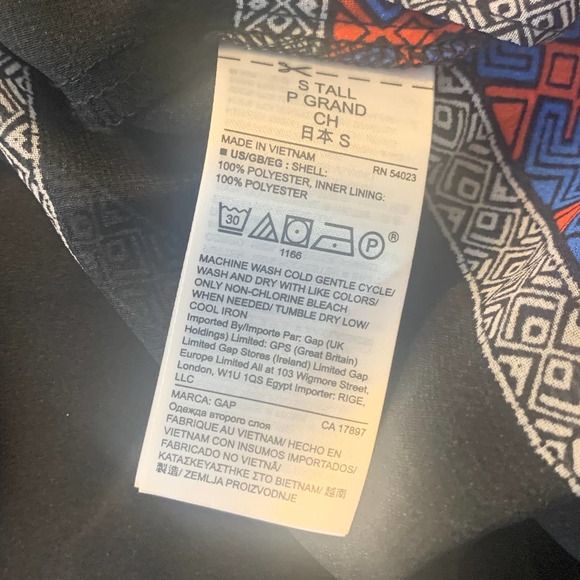 S TALL
P GRAND
CH
日本 S
MADE IN VIETNAM
RN 54023
■ US/GB/EG : SHELL:
100% POLYESTER, INNER LINING:
100% POLYESTER
30 P ®
1166
MACHINE WASH COLD GENTLE CYCLE/
WASH AND DRY WITH LIKE COLORS/
ONLY NON-CHLORINE BLEACH
WHEN NEEDED/ TUMBLE DRY LOW/
COOL IRON
Imported By/Importe Par: Gap (UK
Holdings) Limited: GPS (Great Britain)
Limited Gap Stores (Ireland) Limited Gap
Europe Limited All at 103 Wigmore Street,
London, W1U 1QS Egypt Importer: RIGE,
LLC
MARCA: GAP
CA 17897
Одежда второго слоя
FABRIQUE AU VIETNAM/ HECHO EN
VIETNAM CON INSUMOS IMPORTADOS/
FABRICADO NO VIETNÃ/
ΚΑΤΑΣΚΕΥΑΣΤΗΚΕ ΣΤΟ ΒΙΕΤΝΑΜ/ 越南
製造/ ZEMLJA PROIZVODNJE